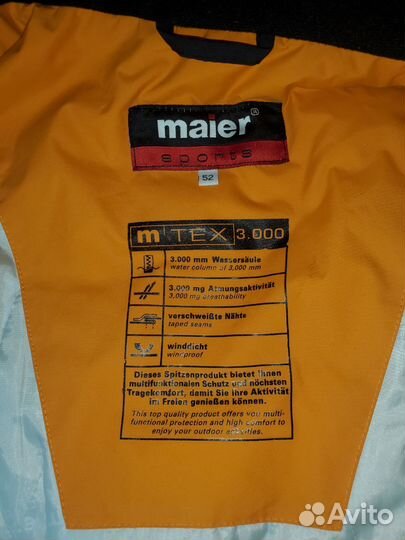 maier®
sports
52
m TEX 3.000
3.000 mm Wassersäule
water column of 3,000 mm
3.000 mg Atmungsaktivität
3,000 mg breathability
verschweißte Nähte
taped seams
winddicht
windproof
Dieses Spitzenprodukt bietet Ihnen
multifunktionalen Schutz und höchsten
Tragekomfort, damit Sie Ihre Aktivität
im Freien genießen können.
This top quality product offers you multi-
functional protection and high comfort to
enjoy your outdoor activities.
Avito